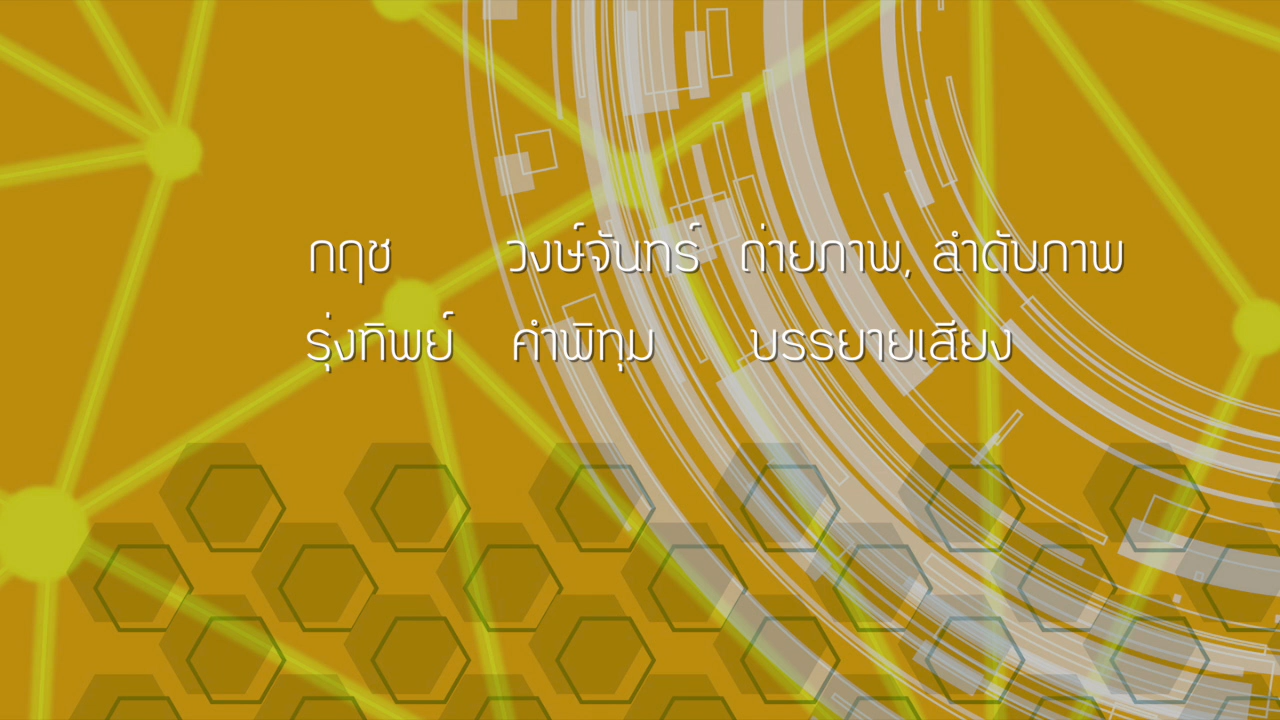 กฤช วงษ์จันทร์ ถ่ายภาพ, ลำดับภาพ
รุ่งทิพย์ คำพิทุม บรรยายเสียง